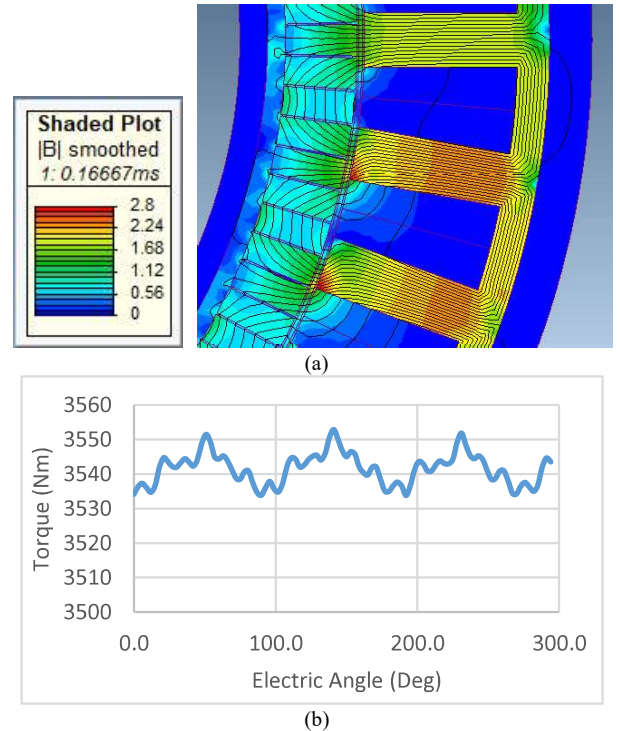 Shaded Plot
|B| smoothed
1: 0.16667ms
2.8
2.24
1.68
1.12
0.56
0
(a)
3560
3550
3540
3530
3520
3510
3500
Torque (Nm)
0.0 100.0 200.0 300.0
Electric Angle (Deg)
(b)